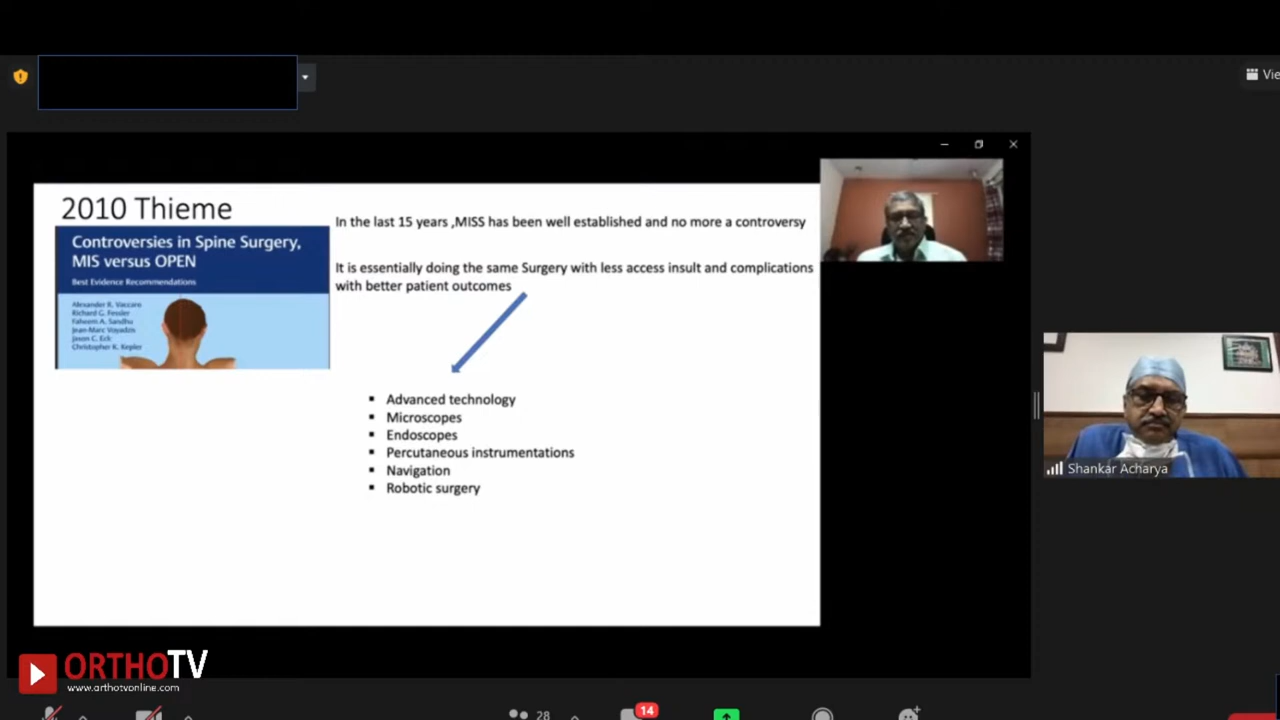 Vie
2010 Thieme
Controversies in Spine Surgery,
MIS versus OPEN
Best Evidence Recommendations
Alexander R. Vaccaro
Richard G. Fessler
Faheem A. Sandhu
Jean-Marc Voyadzis
Jason C. Eck
Christopher K. Kepler
In the last 15 years ,MISS has been well established and no more a controversy
It is essentially doing the same Surgery with less access insult and complications
with better patient outcomes
▪ Advanced technology
▪ Microscopes
▪ Endoscopes
▪ Percutaneous instrumentations
▪ Navigation
▪ Robotic surgery
Shankar Acharya
ORTHOTV
www.orthotvonline.com
28
14